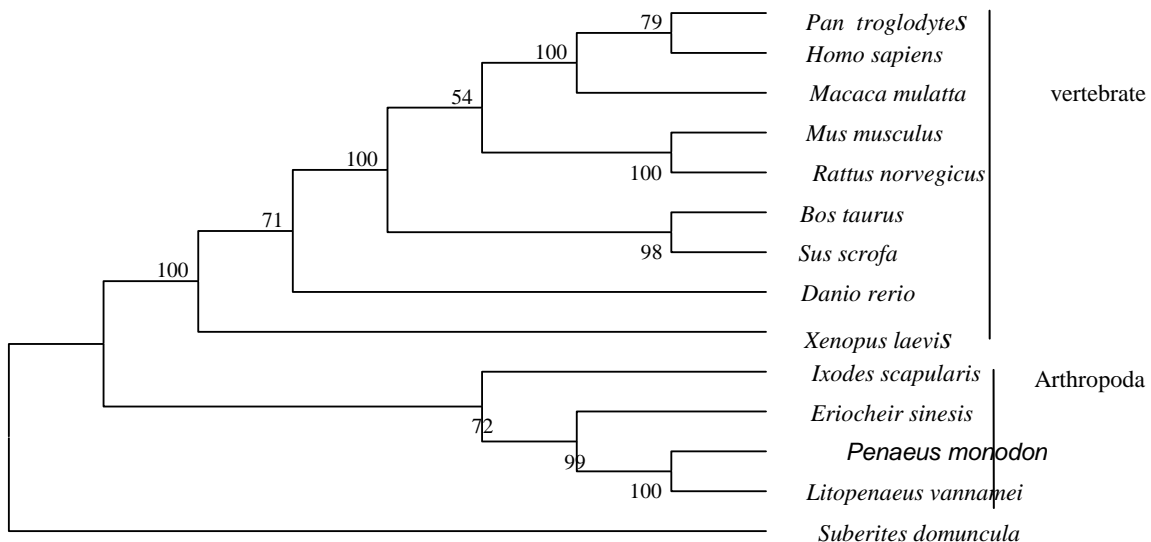 79
Pan troglodytes
Homo sapiens
100
Macaca mulatta
vertebrate
54
Mus musculus
100
Rattus norvegicus
100
Bos taurus
71
98
Sus scrofa
100
Danio rerio
Xenopus laevis
Ixodes scapularis
Arthropoda
72
Eriocheir sinesis
99
Penaeus monodon
100
Litopenaeus vannamei
Suberites domuncula